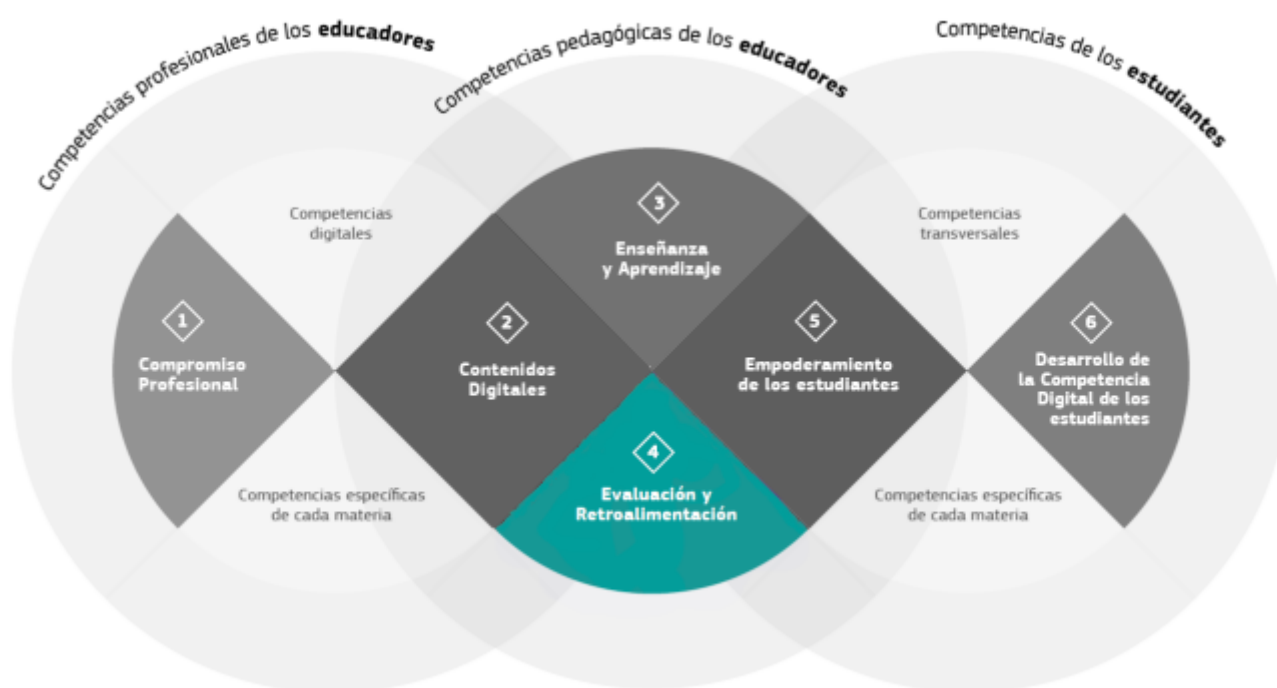 Competencias profesionales de los educadores
Competencias pedagógicas de los educadores
Competencias de los estudiantes
Competencias
digitales
3
Enseñanza
y Aprendizaje
Competencias
transversales
1
Compromiso
Profesional
2
Contenidos
Digitales
5
Empoderamiento
de los estudiantes
6
Desarrollo de
la Competencia
Digital de los
estudiantes
4
Evaluación y
Retroalimentación
Competencias específicas
de cada materia
Competencias específicas
de cada materia